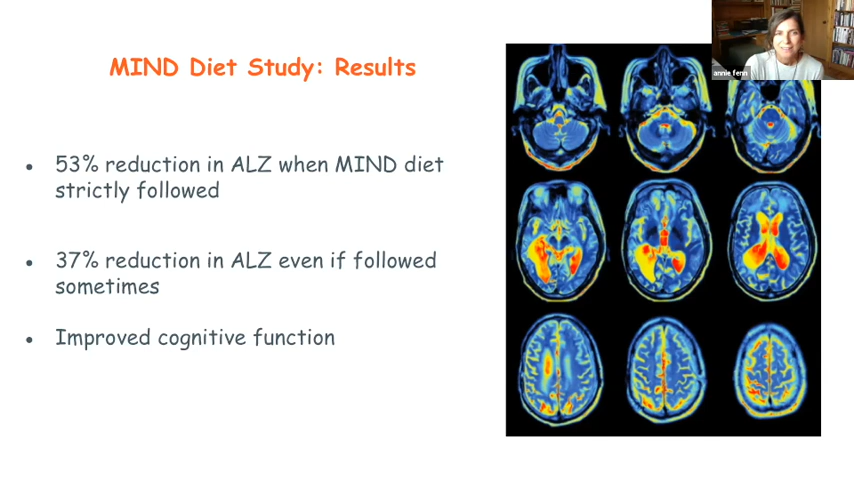 MIND Diet Study: Results
annie fenn
● 53% reduction in ALZ when MIND diet
strictly followed
● 37% reduction in ALZ even if followed
sometimes
● Improved cognitive function